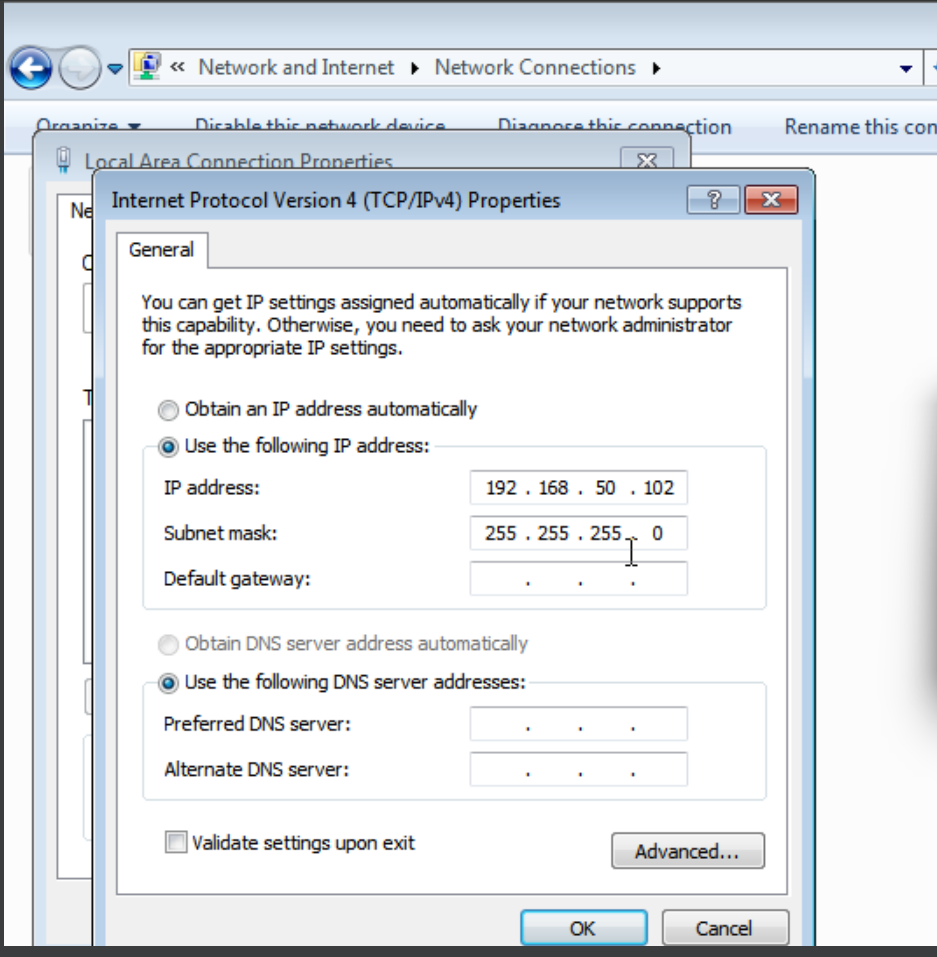 « Network and Internet Network Connections
Organize Disable this network device Diagnose this connection Rename this con
Local Area Connection Properties
Ne
Internet Protocol Version 4 (TCP/IPv4) Properties
General
You can get IP settings assigned automatically if your network supports
this capability. Otherwise, you need to ask your network administrator
for the appropriate IP settings.
Obtain an IP address automatically
Use the following IP address:
IP address: 192 . 168 . 50 . 102
Subnet mask: 255 . 255 . 255 . 0
Default gateway: . . .
Obtain DNS server address automatically
Use the following DNS server addresses:
Preferred DNS server: . . .
Alternate DNS server: . . .
Validate settings upon exit
Advanced...
OK Cancel